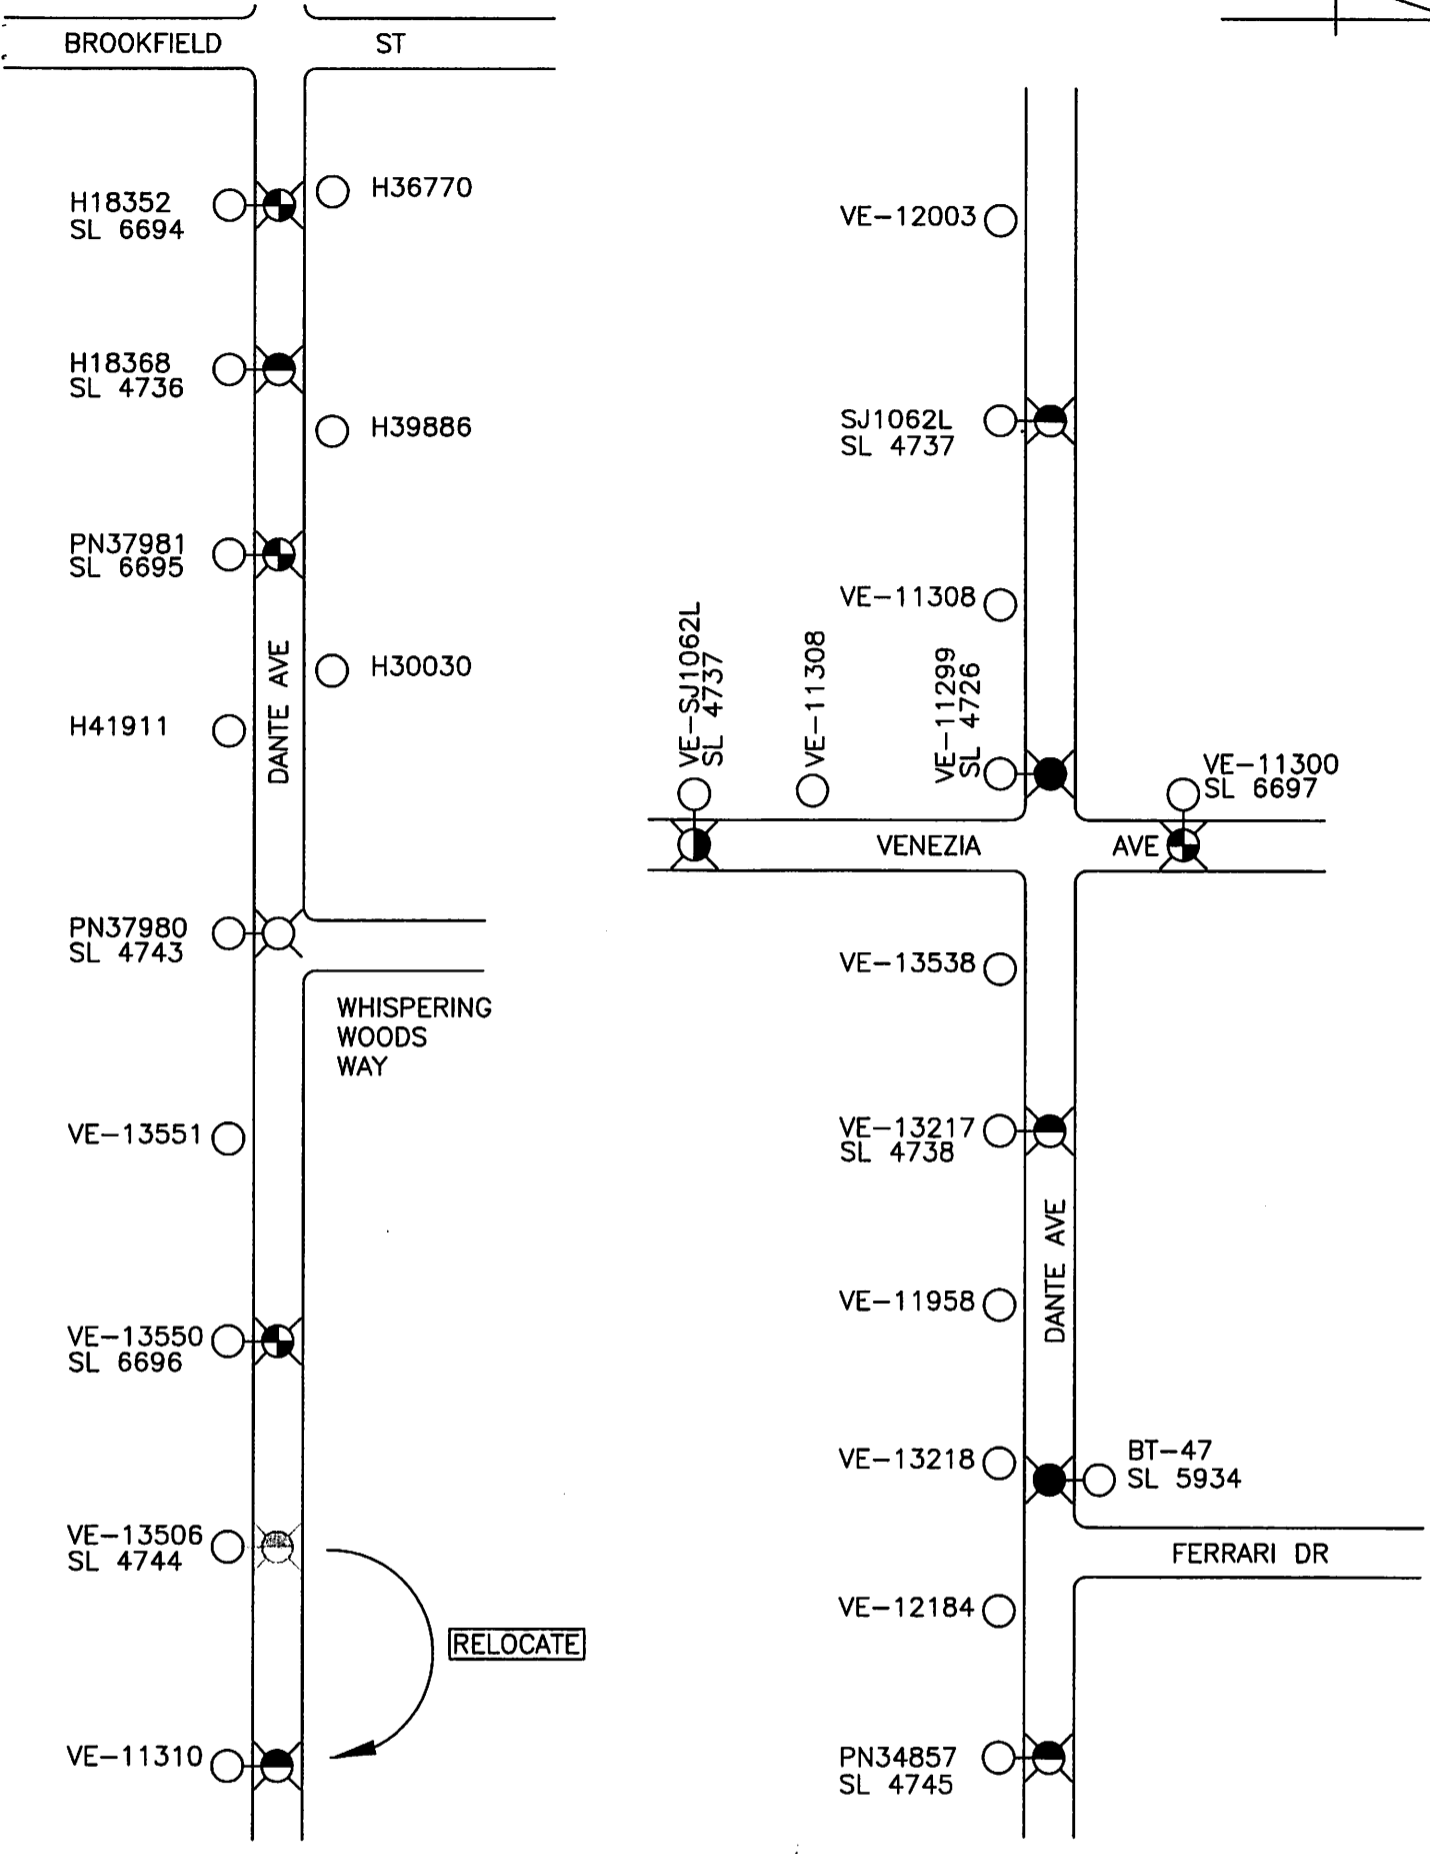 BROOKFIELD ST
H18352
SL 6694
H36770
H18368
SL 4736
H39886
PN37981
SL 6695
DANTE AVE
H30030
H41911
PN37980
SL 4743
WHISPERING
WOODS
WAY
VE-13551
VE-13550
SL 6696
VE-13506
SL 4744
RELOCATE
VE-11310
VE-12003
SJ1062L
SL 4737
VE-11308
VE-SJ1062L
SL 4737
VE-11308
VE-11299
SL 4726
VE-11300
SL 6697
VENEZIA AVE
VE-13538
VE-13217
SL 4738
DANTE AVE
VE-11958
VE-13218
BT-47
SL 5934
FERRARI DR
VE-12184
PN34857
SL 4745